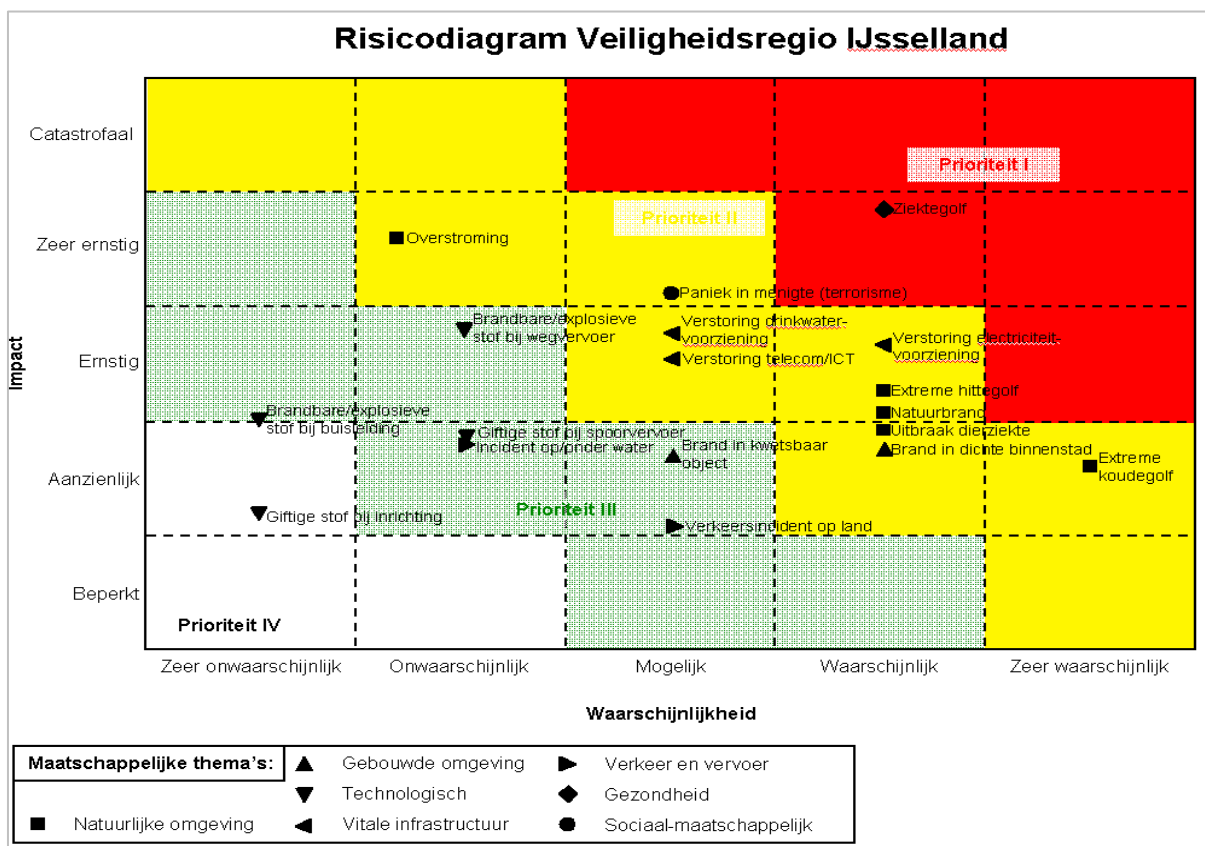 Risicodiagram Veiligheidsregio IJsselland
Impact
Catastrofaal
Prioriteit I
Zeer ernstig
Prioriteit II
Ziektegolf
Overstroming
Paniek in menigte (terrorisme)
Ernstig
Brandbare/explosieve
stof bij wegvervoer
Verstoring drinkwater-
voorziening
Verstoring telecom/ICT
Verstoring electriciteit-
voorziening
Extreme hittegolf
Natuurbrand
Brandbare/explosieve
stof bij buisleiding
Aanzienlijk
Giftige stof bij spoorvervoer
Incident op/onder water
Brand in kwetsbaar
object
Uitbraak dierziekte
Brand in dichte binnenstad
Extreme
koudegolf
Giftige stof bij inrichting
Prioriteit III
Verkeersincident op land
Beperkt
Prioriteit IV
Zeer onwaarschijnlijk
Onwaarschijnlijk
Mogelijk
Waarschijnlijk
Zeer waarschijnlijk
Waarschijnlijkheid
Maatschappelijke thema's:
Gebouwde omgeving
Verkeer en vervoer
Technologisch
Gezondheid
Natuurlijke omgeving
Vitale infrastructuur
Sociaal-maatschappelijk